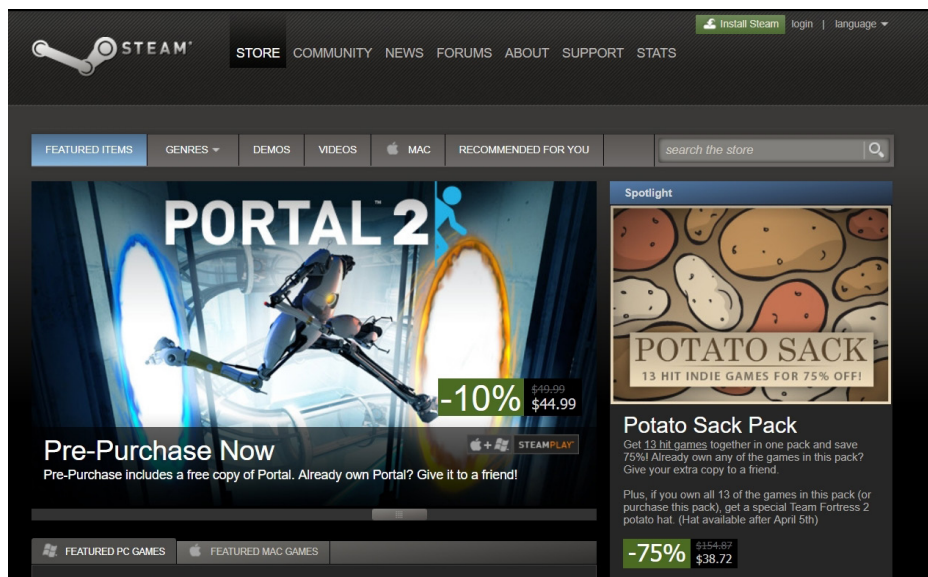 Install Steam login | language
STEAM
STORE COMMUNITY NEWS FORUMS ABOUT SUPPORT STATS
FEATURED ITEMS GENRES DEMOS VIDEOS MAC RECOMMENDED FOR YOU search the store
PORTAL™ 2
-10% $49.99
$44.99
Pre-Purchase Now
+ STEAMPLAY
Pre-Purchase includes a free copy of Portal. Already own Portal? Give it to a friend!
FEATURED PC GAMES FEATURED MAC GAMES
Spotlight
POTATO SACK
13 HIT INDIE GAMES FOR 75% OFF!
Potato Sack Pack
Get 13 hit games together in one pack and save
75%! Already own any of the games in this pack?
Give your extra copy to a friend.
Plus, if you own all 13 of the games in this pack (or
purchase this pack), get a special Team Fortress 2
potato hat. (Hat available after April 5th)
-75% $154.87
$38.72